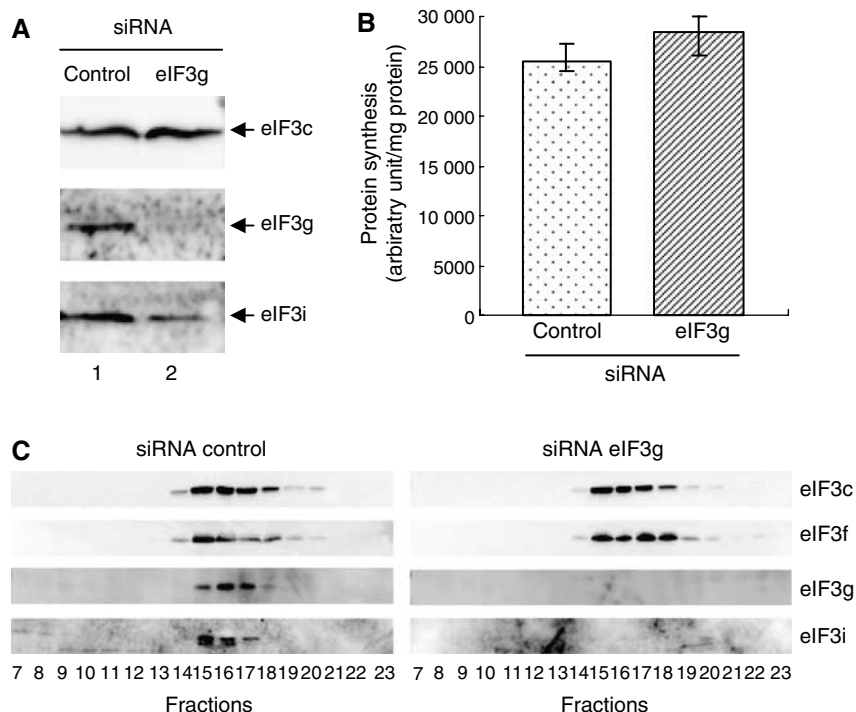 A
siRNA
Control eIF3g
eIF3c
eIF3g
eIF3i
1 2
B
30 000
25 000
20 000
15 000
10 000
5000
0
Protein synthesis
(arbiratry unit/mg protein)
Control eIF3g
siRNA
C
siRNA control siRNA eIF3g
eIF3c
eIF3f
eIF3g
eIF3i
7 8 9 10 11 12 13 14 15 16 17 18 19 20 21 22 23 7 8 9 10 11 12 13 14 15 16 17 18 19 20 21 22 23
Fractions Fractions